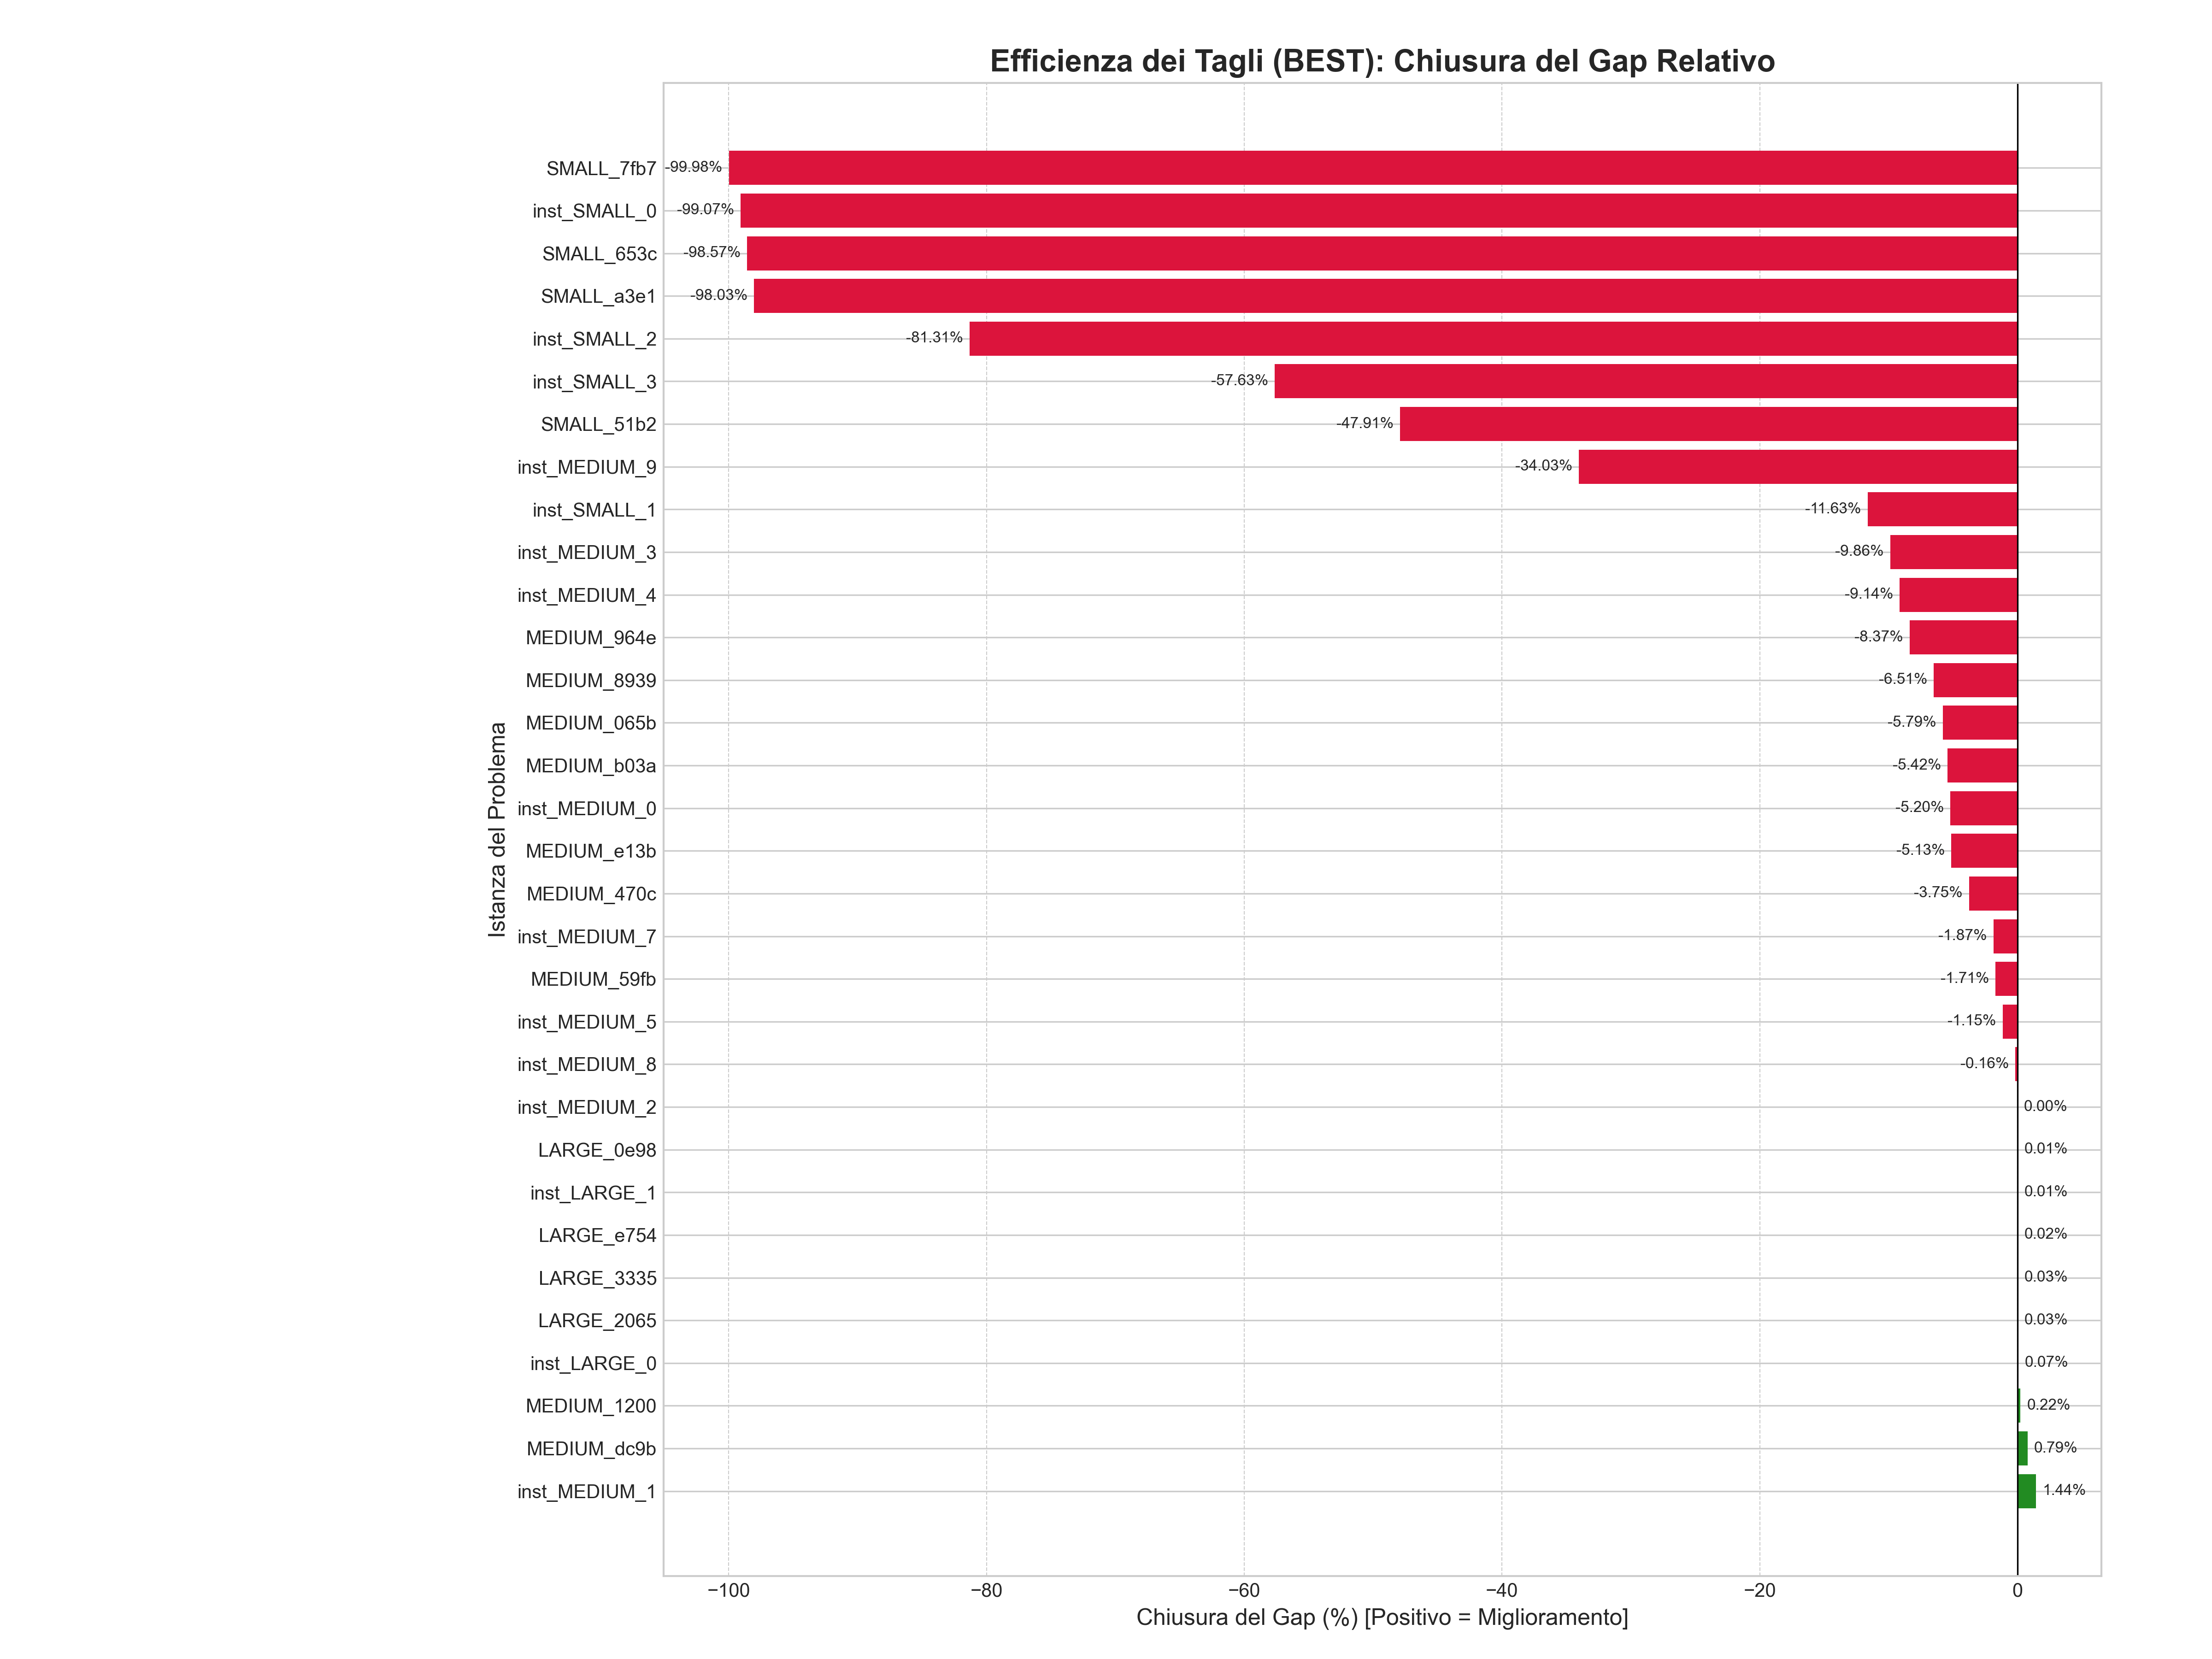 Efficienza dei Tagli (BEST): Chiusura del Gap Relativo
Istanza del Problema
SMALL_7fb7 -99.98%
inst_SMALL_0 -99.07%
SMALL_653c -98.57%
SMALL_a3e1 -98.03%
inst_SMALL_2 -81.31%
inst_SMALL_3 -57.63%
SMALL_51b2 -47.91%
inst_MEDIUM_9 -34.03%
inst_SMALL_1 -11.63%
inst_MEDIUM_3 -9.86%
inst_MEDIUM_4 -9.14%
MEDIUM_964e -8.37%
MEDIUM_8939 -6.51%
MEDIUM_065b -5.79%
MEDIUM_b03a -5.42%
inst_MEDIUM_0 -5.20%
MEDIUM_e13b -5.13%
MEDIUM_470c -3.75%
inst_MEDIUM_7 -1.87%
MEDIUM_59fb -1.71%
inst_MEDIUM_5 -1.15%
inst_MEDIUM_8 -0.16%
inst_MEDIUM_2 0.00%
LARGE_0e98 0.01%
inst_LARGE_1 0.01%
LARGE_e754 0.02%
LARGE_3335 0.03%
LARGE_2065 0.03%
inst_LARGE_0 0.07%
MEDIUM_1200 0.22%
MEDIUM_dc9b 0.79%
inst_MEDIUM_1 1.44%
−100 −80 −60 −40 −20 0
Chiusura del Gap (%) [Positivo = Miglioramento]